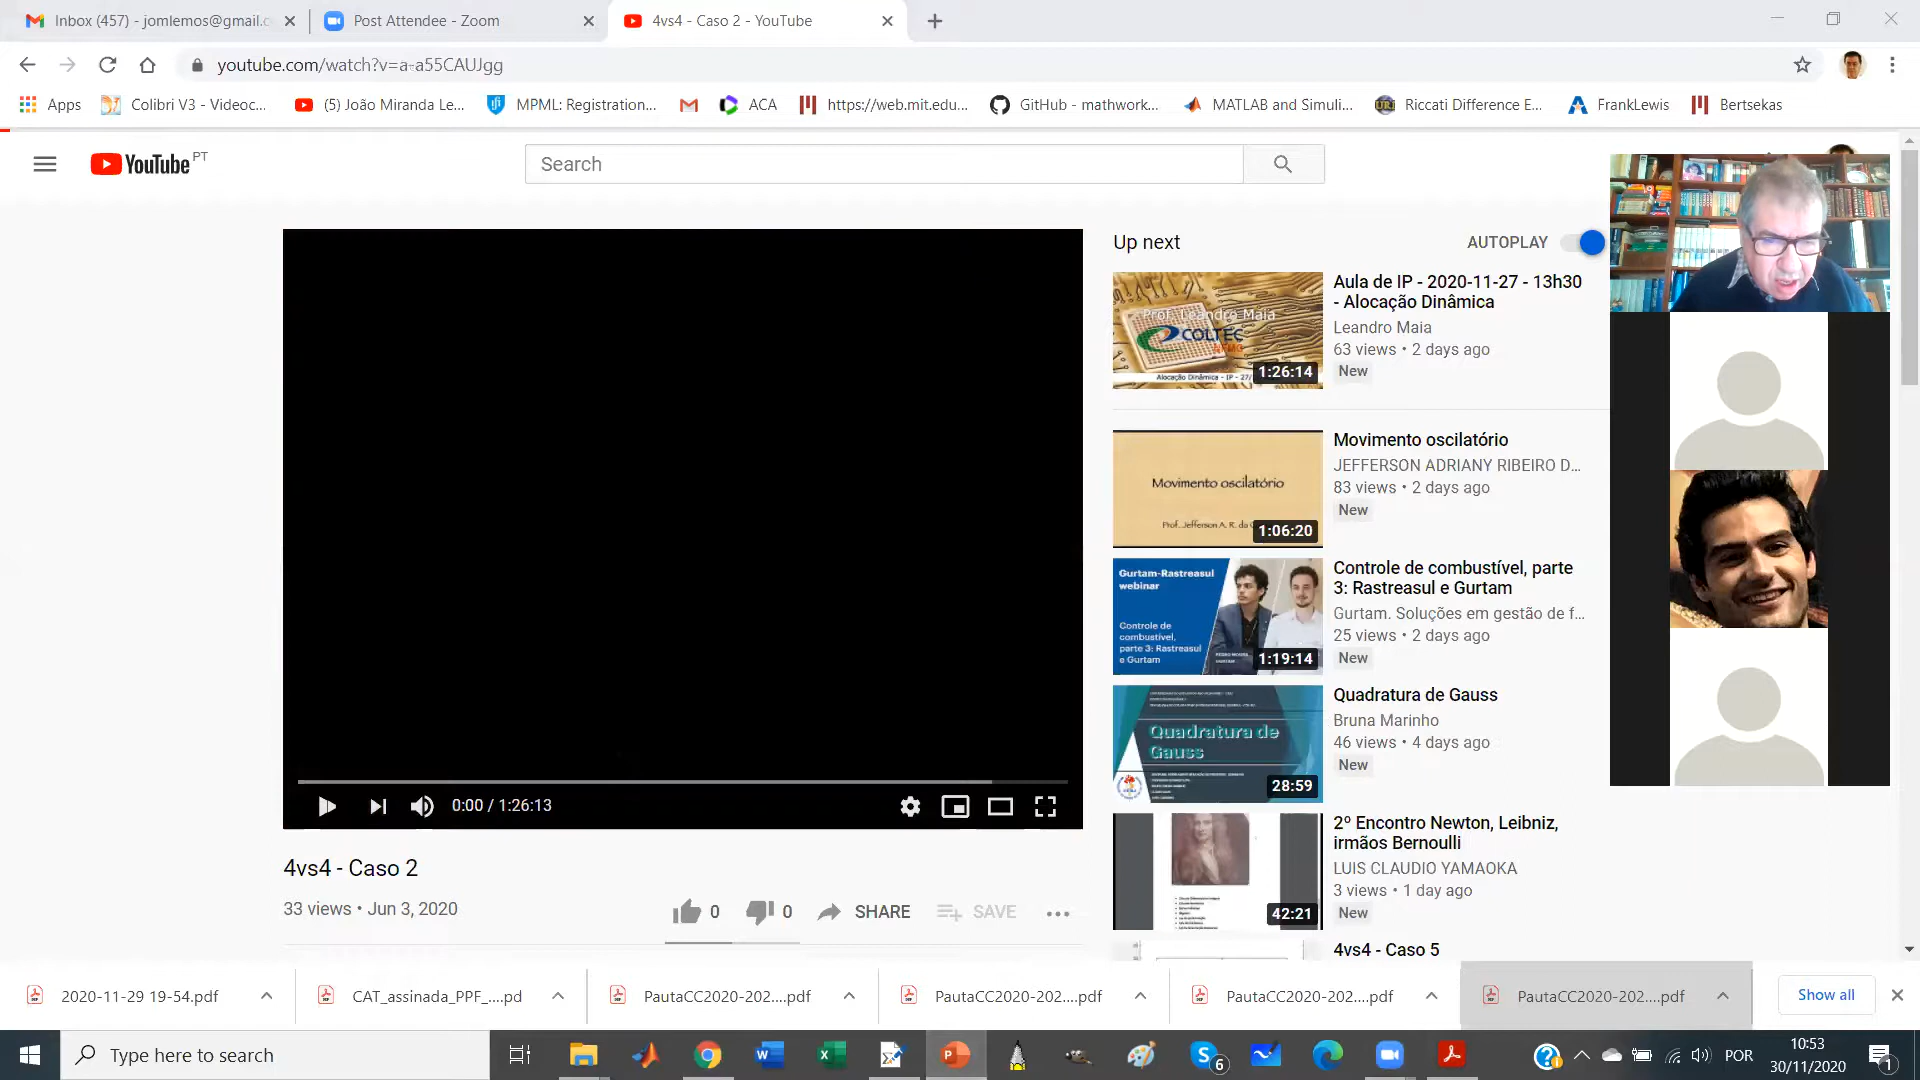 Inbox (457) - jomlemos@gmail.c
Post Attendee - Zoom
4vs4 - Caso 2 - YouTube
youtube.com/watch?v=a-a55CAUJgg
Apps
Colibri V3 - Videoc...
(5) João Miranda Le...
MPML: Registration...
ACA
https://web.mit.edu...
GitHub - mathwork...
MATLAB and Simuli...
Riccati Difference E...
FrankLewis
Bertsekas
YouTube PT
Search
Up next
AUTOPLAY
Prof. Leandro Maia
COLTEC
UFMG
1:26:14
Aula de IP - 2020-11-27 - 13h30
- Alocação Dinâmica
Leandro Maia
63 views • 2 days ago
New
Movimento oscilatório
Prof. Jefferson A. R. da
1:06:20
Movimento oscilatório
JEFFERSON ADRIANY RIBEIRO D...
83 views • 2 days ago
New
Gurtam-Rastreasul
webinar
Controle de
combustível,
parte 3: Rastreasul
e Gurtam
1:19:14
Controle de combustível, parte
3: Rastreasul e Gurtam
Gurtam. Soluções em gestão de f...
25 views • 2 days ago
New
Quadratura de
Gauss
28:59
Quadratura de Gauss
Bruna Marinho
46 views • 4 days ago
New
42:21
2º Encontro Newton, Leibniz,
irmãos Bernoulli
LUIS CLAUDIO YAMAOKA
3 views • 1 day ago
New
4vs4 - Caso 5
0:00 / 1:26:13
4vs4 - Caso 2
33 views • Jun 3, 2020
0
0
SHARE
SAVE
2020-11-29 19-54.pdf
CAT_assinada_PPF_....pd
PautaCC2020-202....pdf
PautaCC2020-202....pdf
PautaCC2020-202....pdf
PautaCC2020-202....pdf
Show all
Type here to search
6
POR
10:53
30/11/2020
1